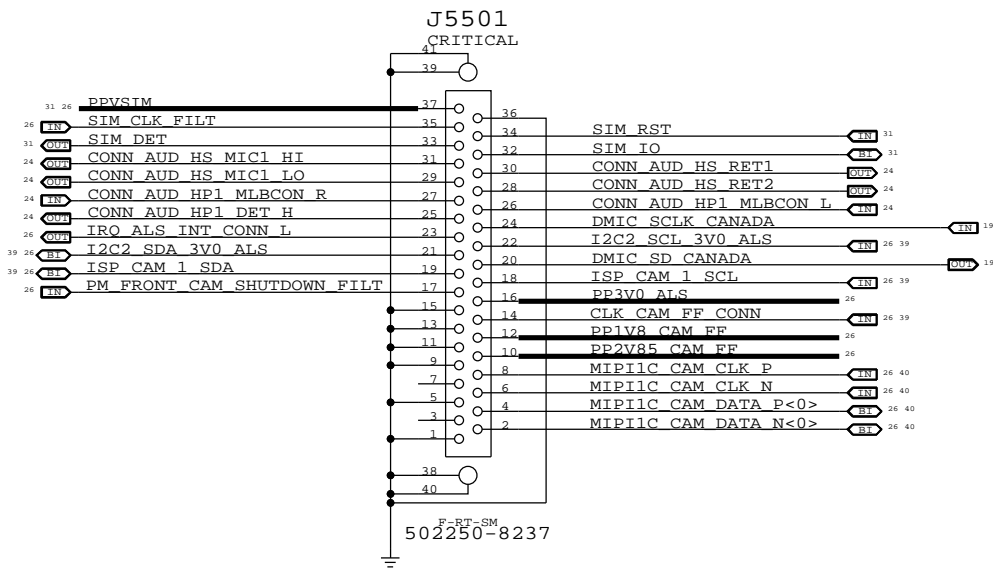 J5501
CRITICAL
41
39
31 26 PPVSIM 37
36
26 IN SIM_CLK_FILT 35
34 SIM_RST IN 31
31 OUT SIM_DET 33
32 SIM_IO BI 31
24 OUT CONN_AUD_HS_MIC1_HI 31
30 CONN_AUD_HS_RET1 OUT 24
24 OUT CONN_AUD_HS_MIC1_LO 29
28 CONN_AUD_HS_RET2 OUT 24
24 IN CONN_AUD_HP1_MLBCON_R 27
26 CONN_AUD_HP1_MLBCON_L IN 24
24 OUT CONN_AUD_HP1_DET_H 25
24 DMIC_SCLK_CANADA IN 19
26 OUT IRQ_ALS_INT_CONN_L 23
22 I2C2_SCL_3V0_ALS IN 26 39
39 26 BI I2C2_SDA_3V0_ALS 21
20 DMIC_SD_CANADA OUT 19
39 26 BI ISP_CAM_1_SDA 19
18 ISP_CAM_1_SCL IN 26 39
26 IN PM_FRONT_CAM_SHUTDOWN_FILT 17
16 PP3V0_ALS 26
15
14 CLK_CAM_FF_CONN IN 26 39
13
12 PP1V8_CAM_FF 26
11
10 PP2V85_CAM_FF 26
9
8 MIPI1C_CAM_CLK_P IN 26 40
7
6 MIPI1C_CAM_CLK_N IN 26 40
5
4 MIPI1C_CAM_DATA_P<0> BI 26 40
3
2 MIPI1C_CAM_DATA_N<0> BI 26 40
1
38
40
F-RT-SM
502250-8237